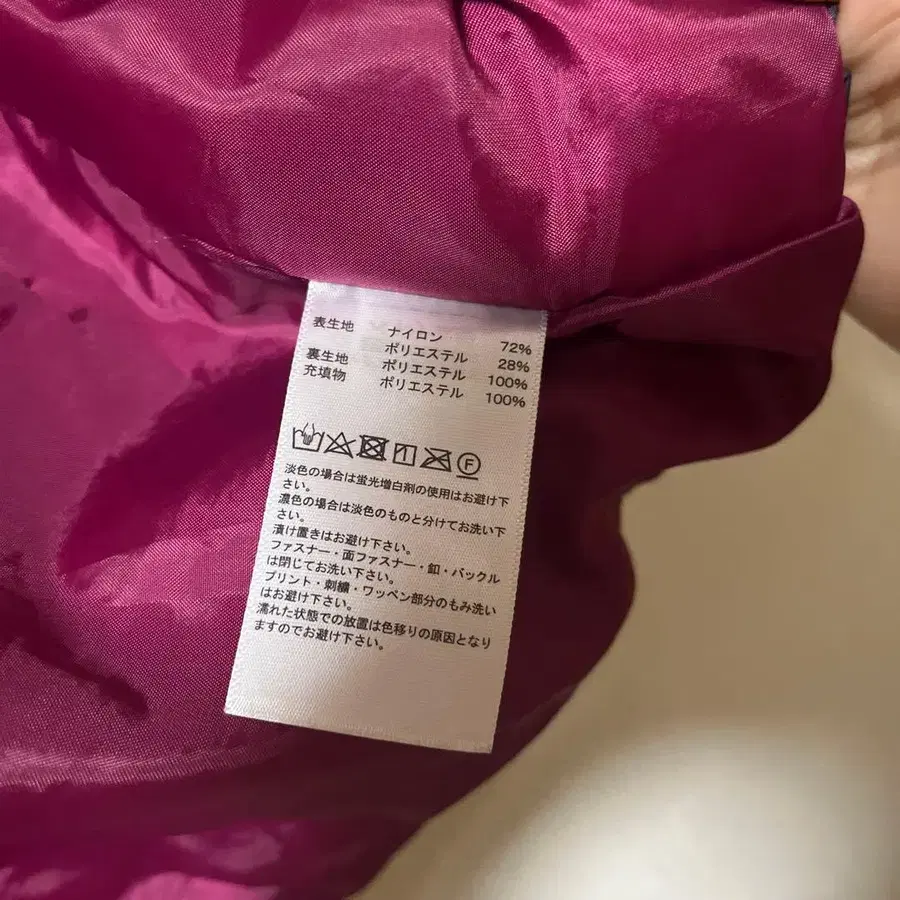 表生地 ナイロン 72%
ポリエステル 28%
裏生地 ポリエステル 100%
充填物 ポリエステル 100%
F
淡色の場合は蛍光増白剤の使用はお避け下
さい。
濃色の場合は淡色のものと分けてお洗い下
さい。
漬け置きはお避け下さい。
ファスナー・面ファスナー・釦・バックル
は閉じてお洗い下さい。
プリント・刺繍・ワッペン部分のもみ洗い
はお避け下さい。
濡れた状態での放置は色移りの原因となり
ますのでお避け下さい。